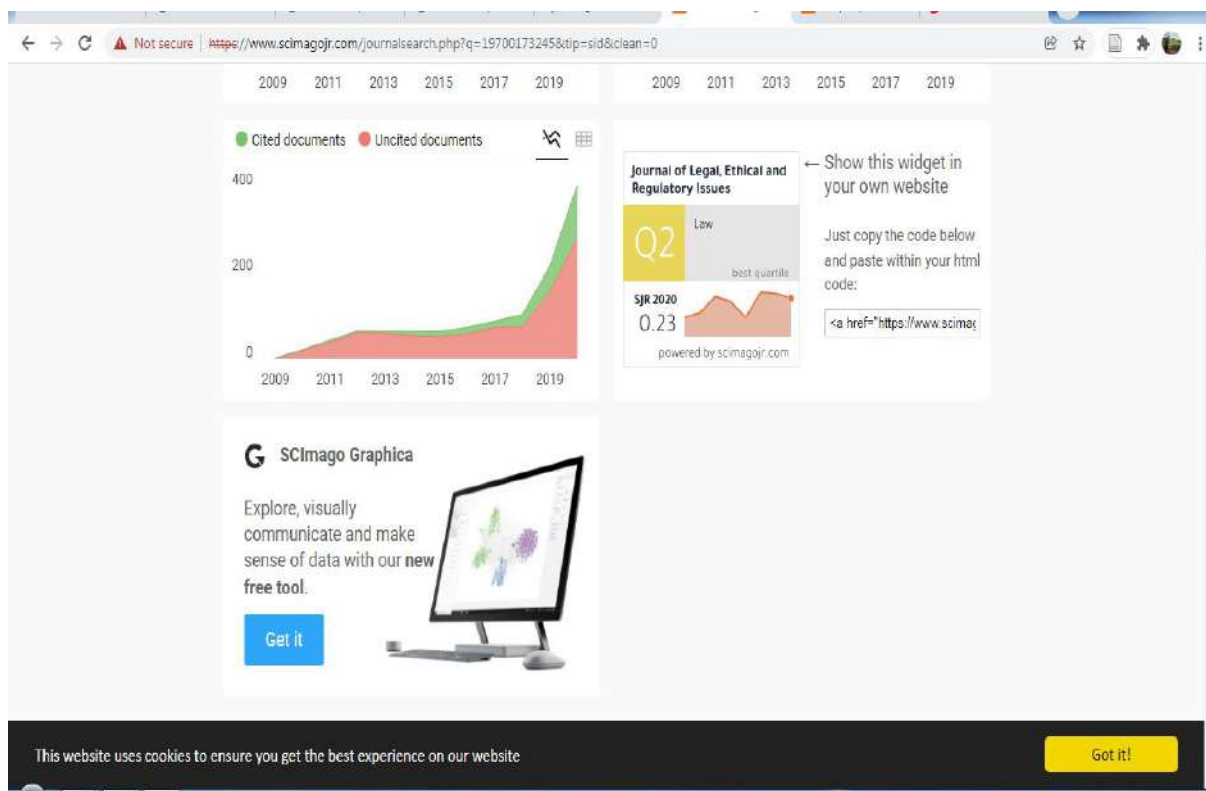 Not secure https://www.scimagojr.com/journalsearch.php?q=19700173245&tip=sid&clean=0
2009 2011 2013 2015 2017 2019
2009 2011 2013 2015 2017 2019
Cited documents Uncited documents
400
200
0
2009 2011 2013 2015 2017 2019
Journal of Legal, Ethical and
Regulatory Issues
Q2
Law
best quartile
SJR 2020
0.23
powered by scimagojr.com
← Show this widget in
your own website
Just copy the code below
and paste within your html
code:
<a href="https://www.scimag
SCImago Graphica
Explore, visually
communicate and make
sense of data with our new
free tool.
Get it
This website uses cookies to ensure you get the best experience on our website
Got it!